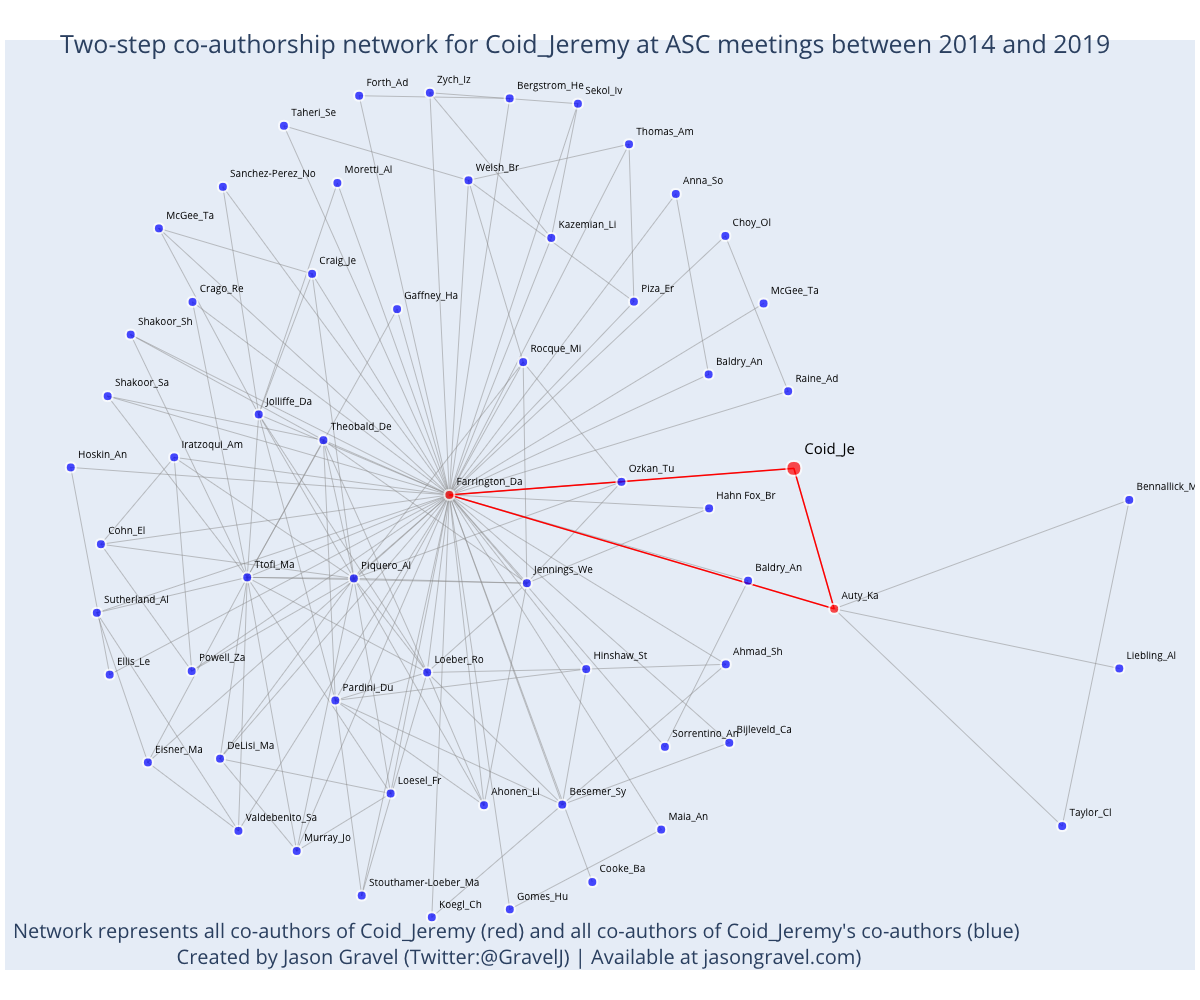 Two-step co-authorship network for Coid_Jeremy at ASC meetings between 2014 and 2019
Forth_Ad
Zych_Iz
Bergstrom_He
Sekol_Iv
Taheri_Se
Thomas_Am
Sanchez-Perez_No
Moretti_Al
Welsh_Br
Anna_So
McGee_Ta
Kazemian_Li
Choy_Ol
Craig_Je
Crago_Re
Gaffney_Ha
Piza_Er
McGee_Ta
Shakoor_Sh
Rocque_Mi
Baldry_An
Shakoor_Sa
Raine_Ad
Jolliffe_Da
Theobald_De
Iratzoqui_Am
Coid_Je
Hoskin_An
Farrington_Da
Ozkan_Tu
Bennallick_M
Hahn Fox_Br
Cohn_El
Ttofi_Ma
Piquero_Al
Jennings_We
Baldry_An
Auty_Ka
Sutherland_Al
Ellis_Le
Powell_Za
Loeber_Ro
Hinshaw_St
Ahmad_Sh
Liebling_Al
Pardini_Du
Eisner_Ma
DeLisi_Ma
Sorrentino_An
Bijleveld_Ca
Loesel_Fr
Ahonen_Li
Besemer_Sy
Valdebenito_Sa
Murray_Jo
Maia_An
Taylor_Cl
Stouthamer-Loeber_Ma
Cooke_Ba
Koegl_Ch
Gomes_Hu
Network represents all co-authors of Coid_Jeremy (red) and all co-authors of Coid_Jeremy's co-authors (blue)
Created by Jason Gravel (Twitter:@GravelJ) | Available at jasongravel.com)